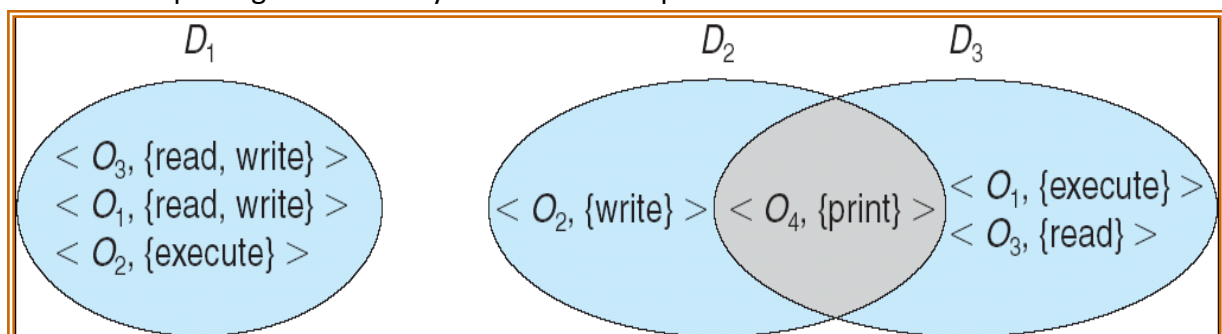 D₁ D₂ D₃
< O₃, {read, write} >
< O₁, {read, write} >
< O₂, {execute} >
< O₂, {write} > < O₄, {print} >
< O₁, {execute} >
< O₃, {read} >